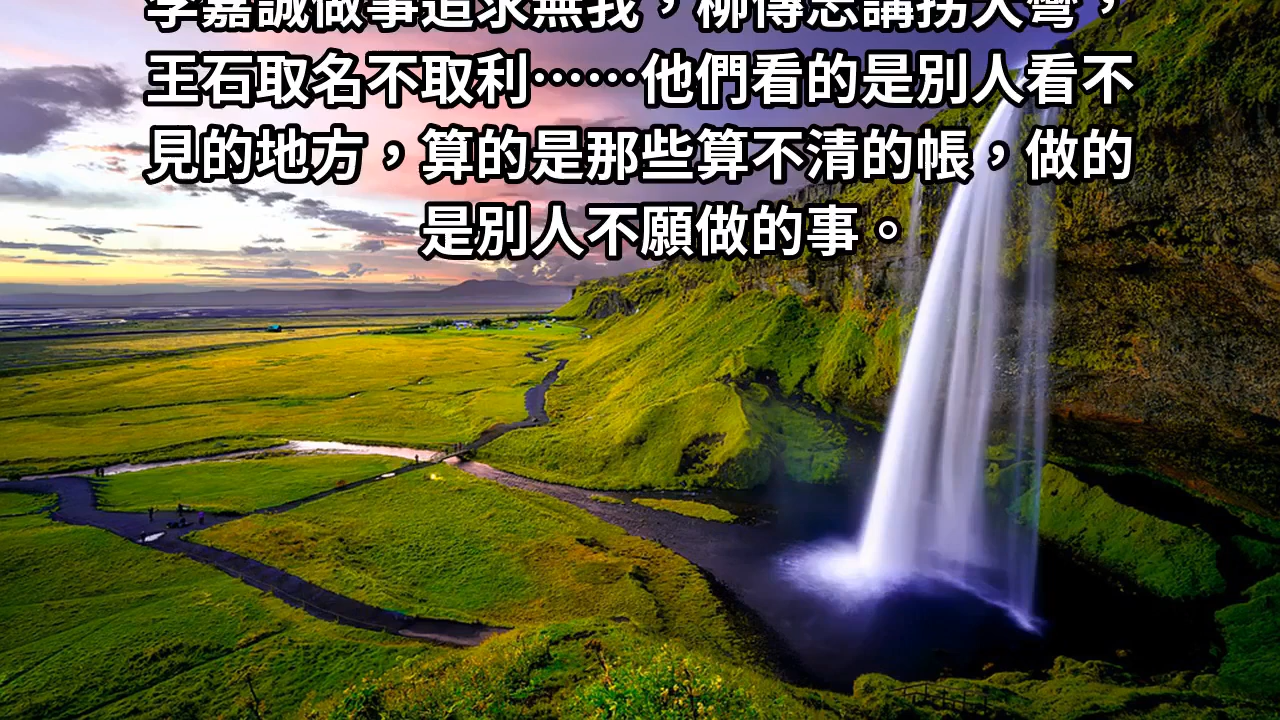 李嘉誠做事追求無我，柳傳志講拐大彎，
王石取名不取利⋯⋯他們看的是別人看不
見的地方，算的是那些算不清的帳，做的
是別人不願做的事。